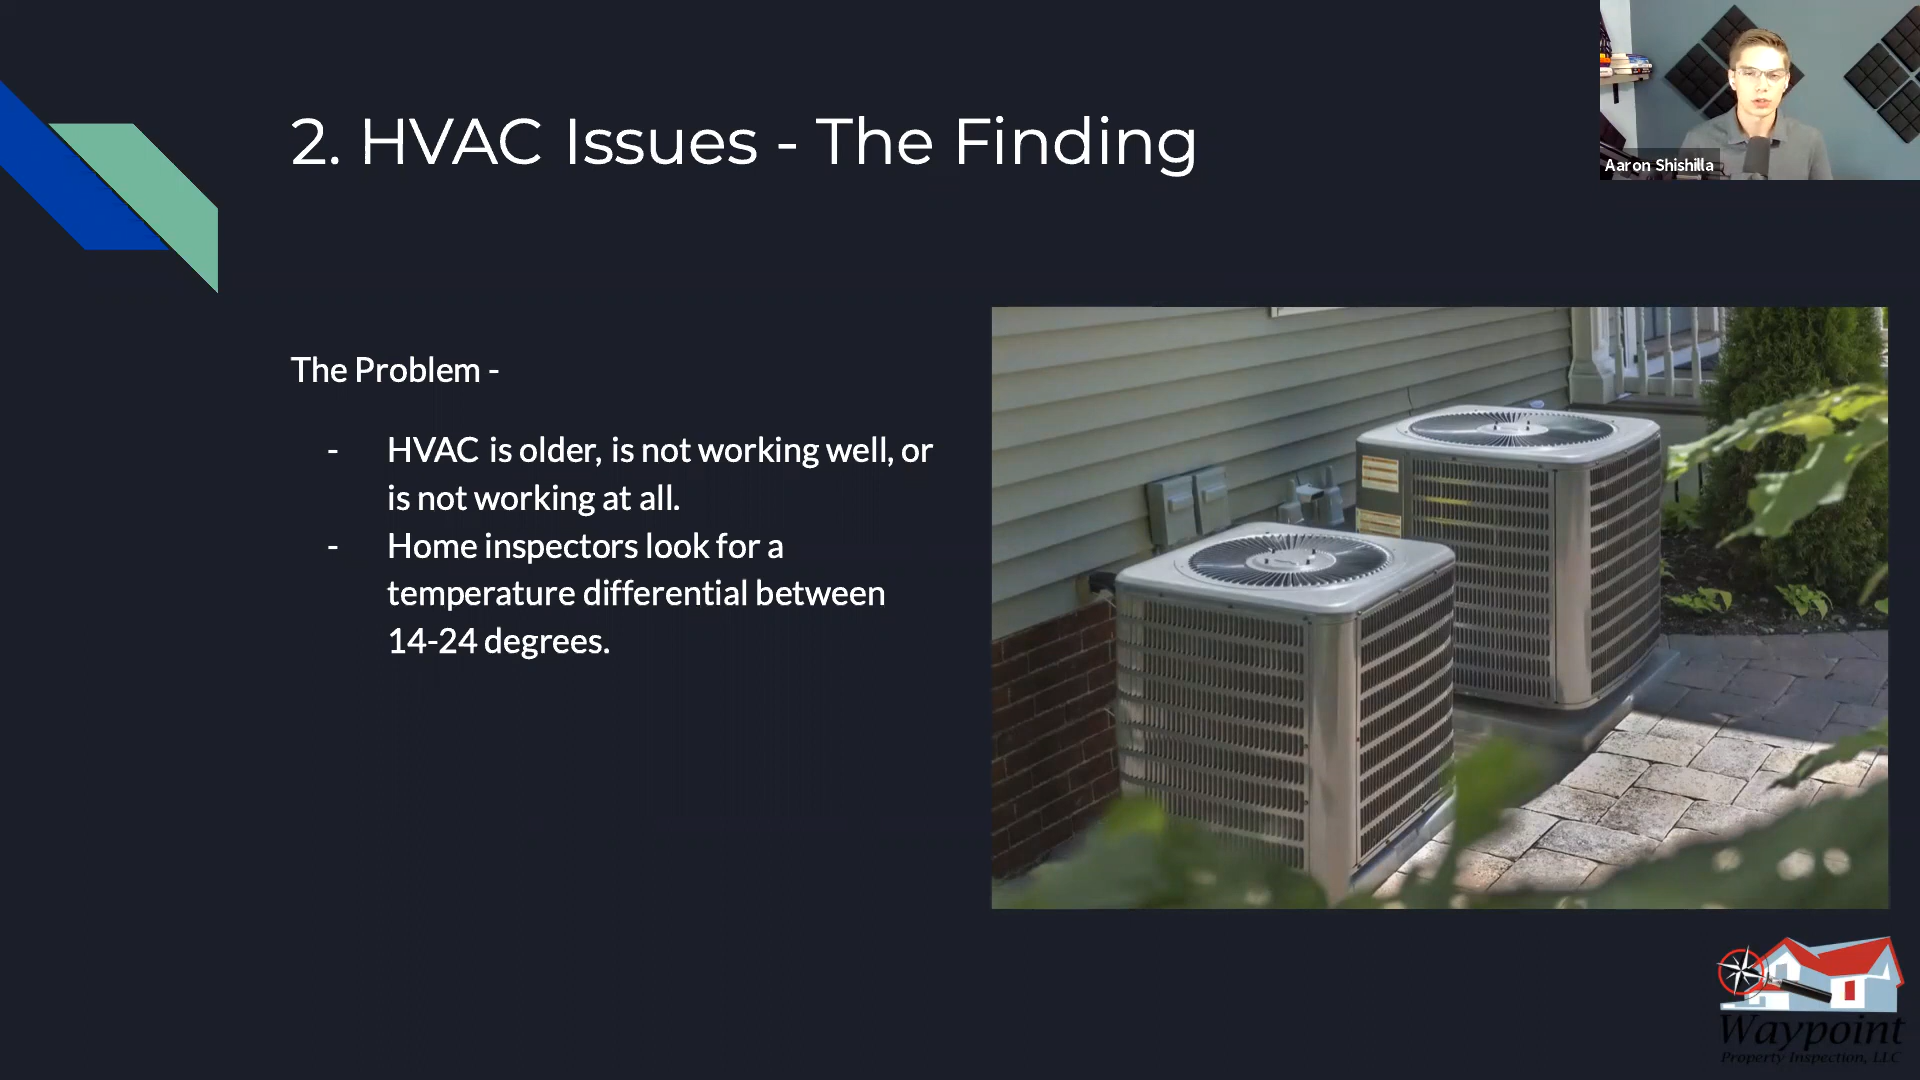 2. HVAC Issues - The Finding
Aaron Shishilla
The Problem -
- HVAC is older, is not working well, or
is not working at all.
- Home inspectors look for a
temperature differential between
14-24 degrees.
Waypoint
Property Inspection, LLC